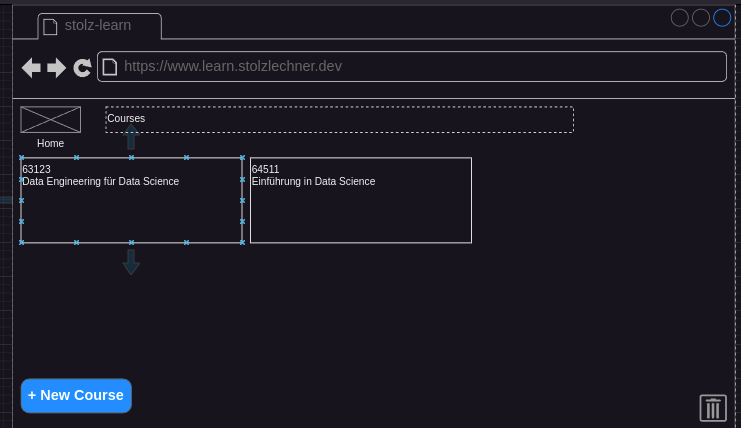 stolz-learn
https://www.learn.stolzlechner.dev
Courses
Home
63123
Data Engineering für Data Science
64511
Einführung in Data Science
+ New Course